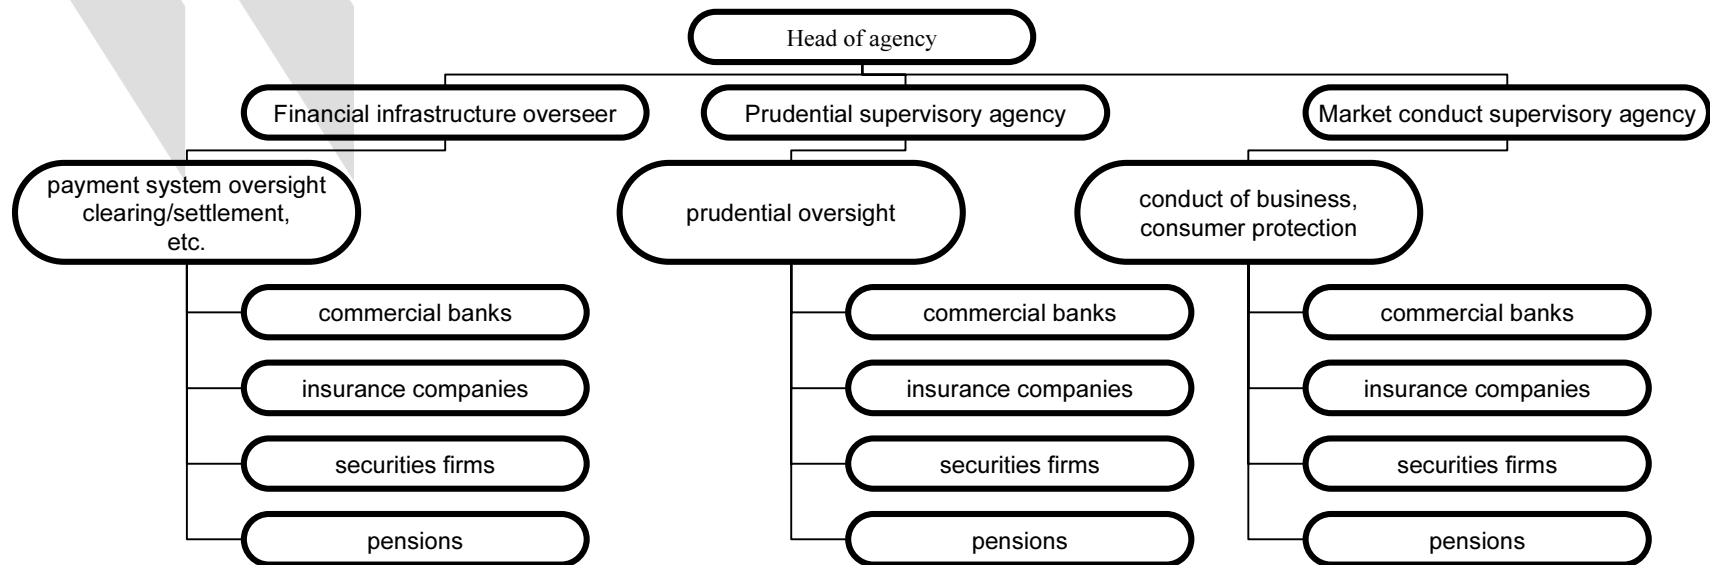 Head of agency
Financial infrastructure overseer
Prudential supervisory agency
Market conduct supervisory agency
payment system oversight
clearing/settlement,
etc.
prudential oversight
conduct of business,
consumer protection
commercial banks
commercial banks
commercial banks
insurance companies
insurance companies
insurance companies
securities firms
securities firms
securities firms
pensions
pensions
pensions